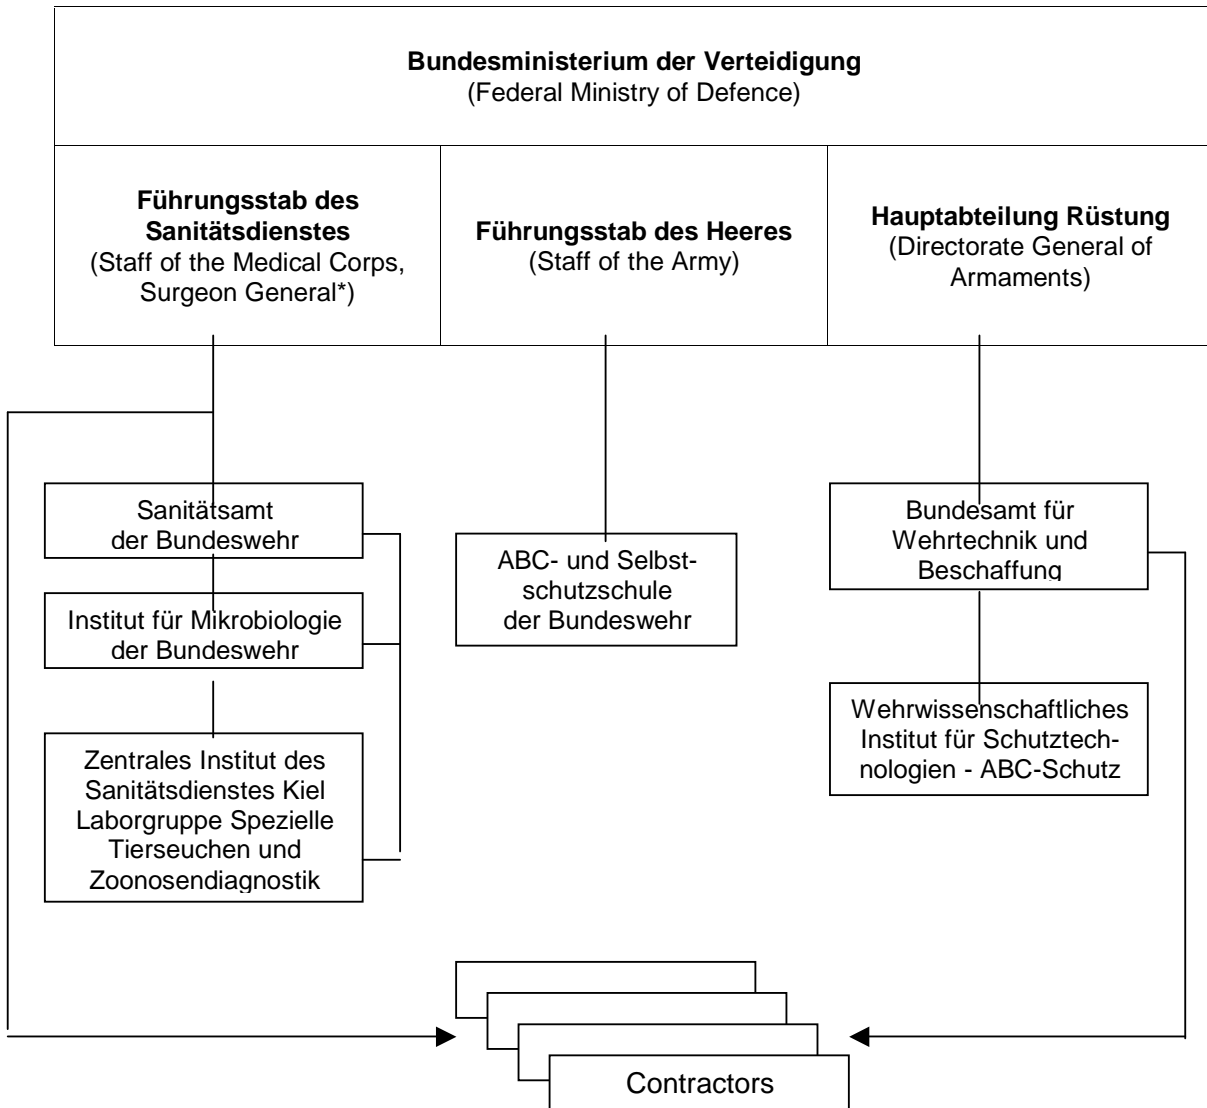 Bundesministerium der Verteidigung
(Federal Ministry of Defence)
Führungsstab des
Sanitätsdienstes
(Staff of the Medical Corps,
Surgeon General*)
Führungsstab des Heeres
(Staff of the Army)
Hauptabteilung Rüstung
(Directorate General of
Armaments)
Sanitätsamt
der Bundeswehr
Institut für Mikrobiologie
der Bundeswehr
Zentrales Institut des
Sanitätsdienstes Kiel
Laborgruppe Spezielle
Tierseuchen und
Zoonosendiagnostik
ABC- und Selbst-
schutzschule
der Bundeswehr
Bundesamt für
Wehrtechnik und
Beschaffung
Wehrwissenschaftliches
Institut für Schutztech-
nologien - ABC-Schutz
Contractors